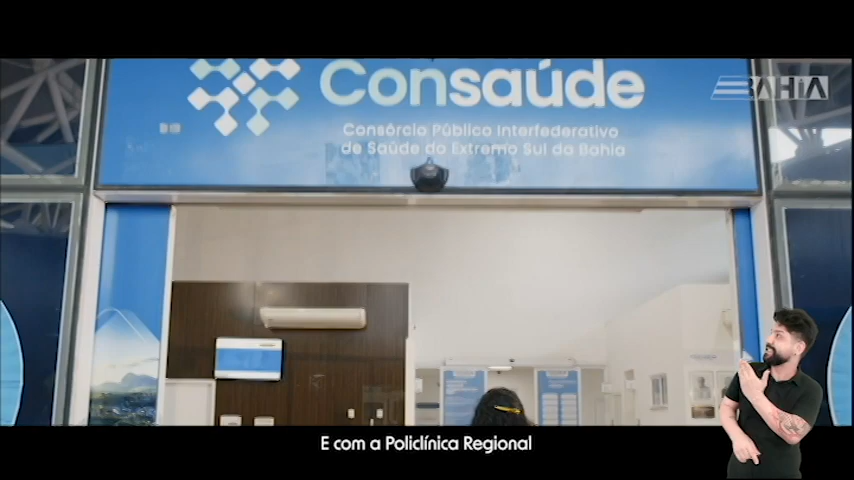 Consaúde
BAHIA
Consórcio Público Interfederativo
de Saúde do Extremo Sul da Bahia
E com a Policlínica Regional